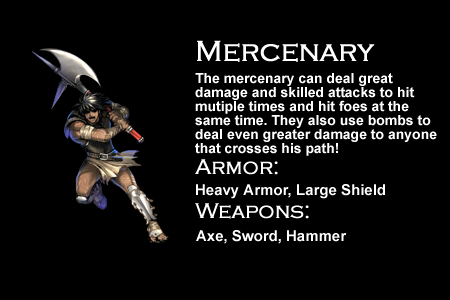 Mercenary
The mercenary can deal great
damage and skilled attacks to hit
mutiple times and hit foes at the
same time. They also use bombs to
deal even greater damage to anyone
that crosses his path!
Armor:
Heavy Armor, Large Shield
Weapons:
Axe, Sword, Hammer